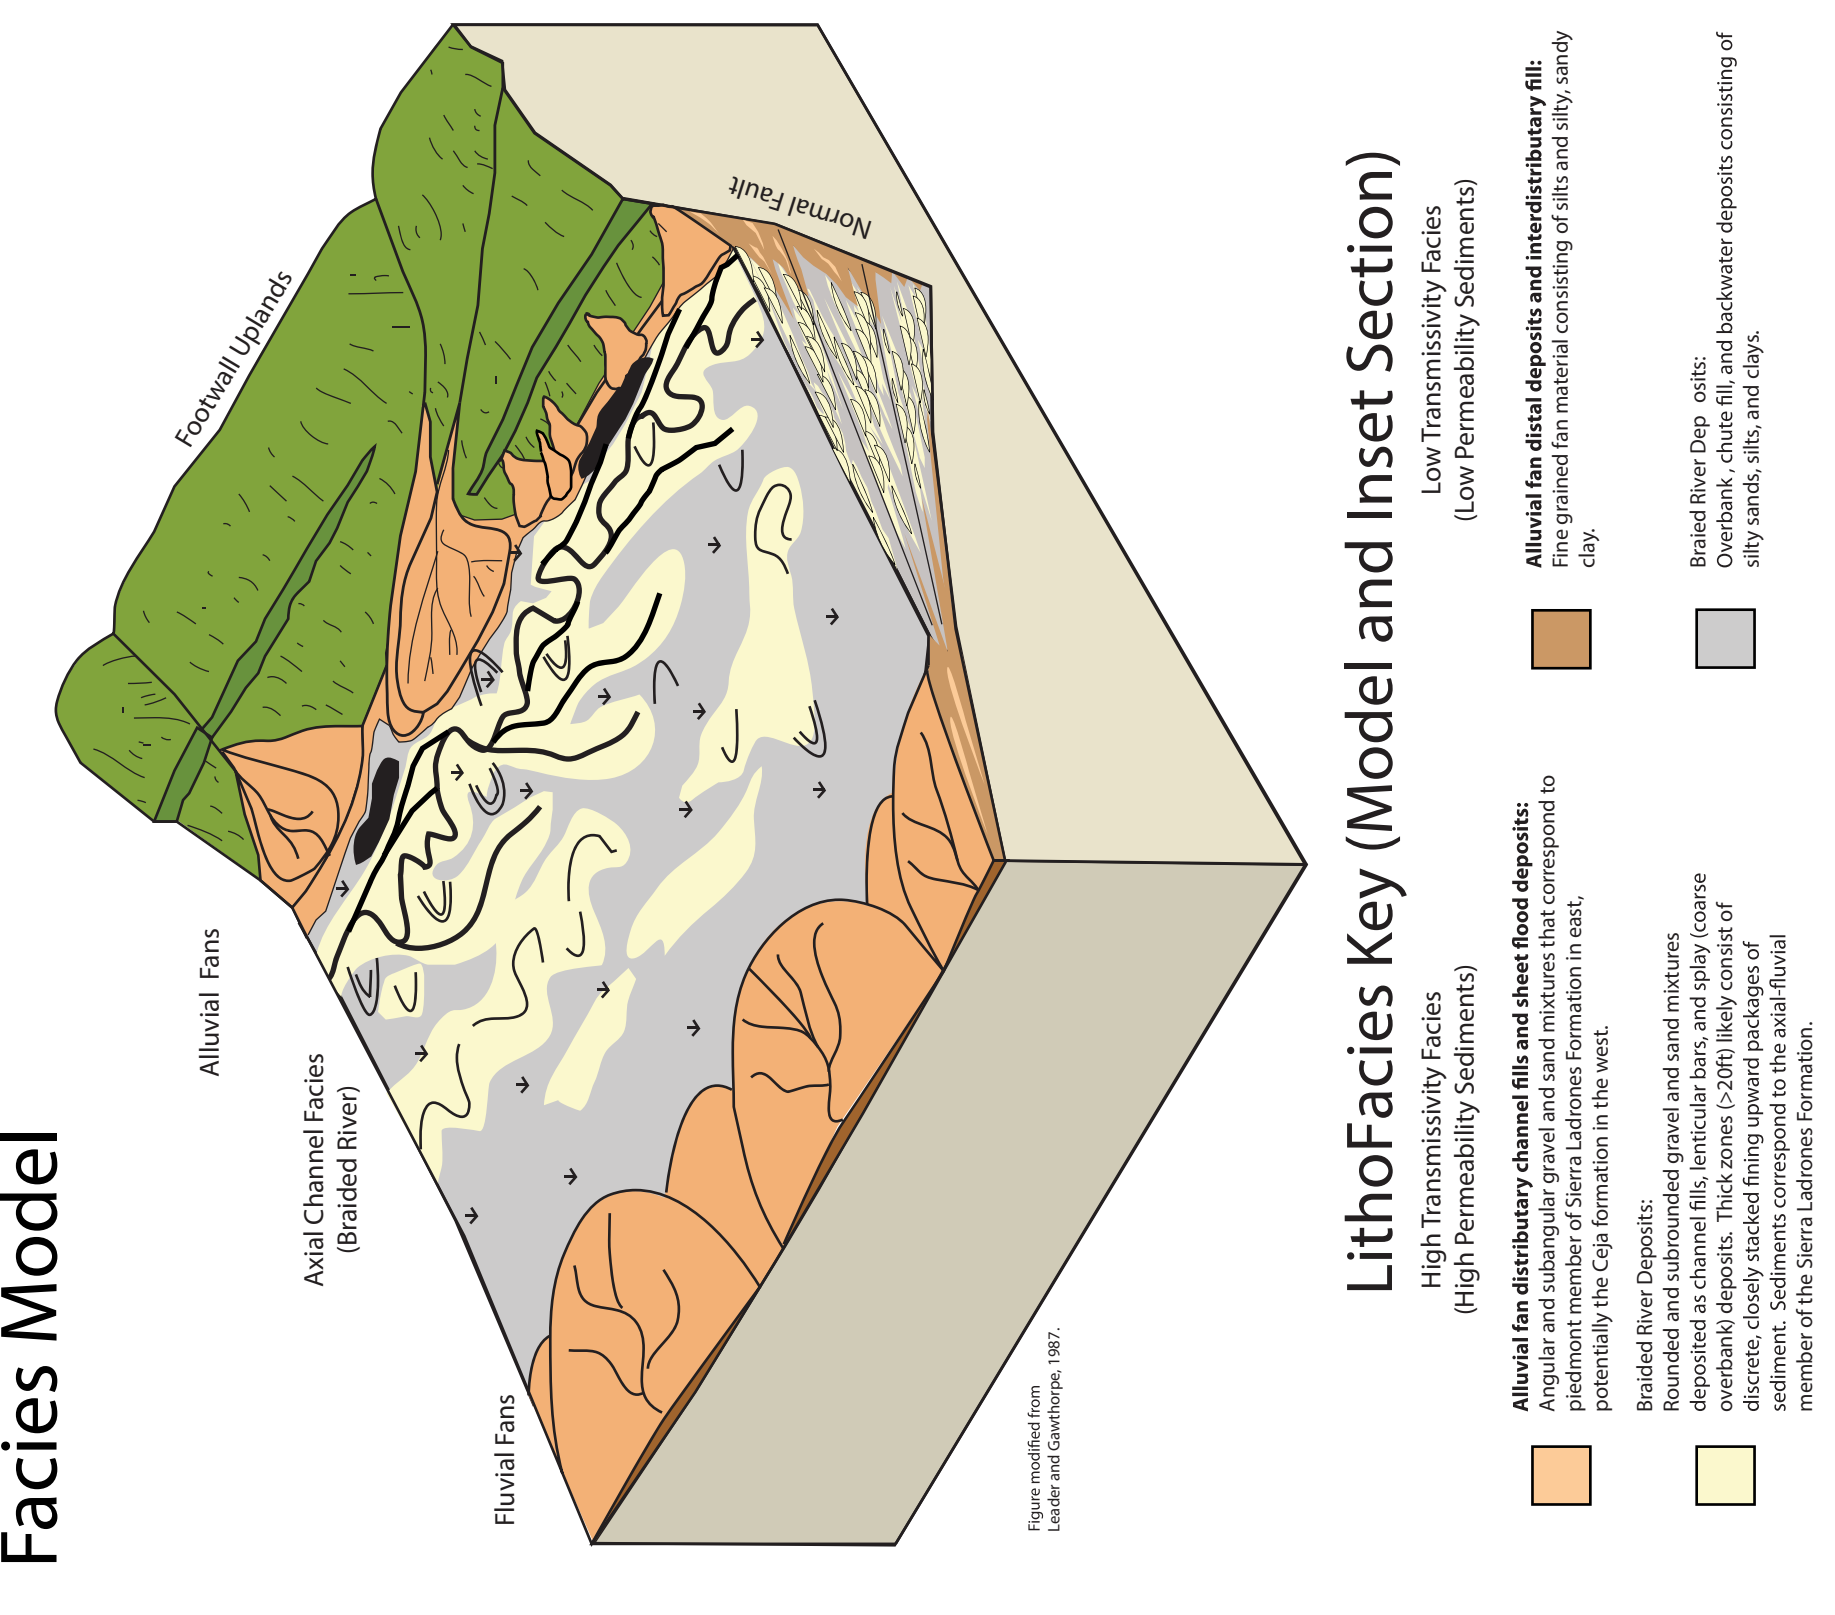 Facies Model
Footwall Uplands
Alluvial Fans
Axial Channel Facies
(Braided River)
Fluvial Fans
Normal Fault
Figure modified from
Leader and Gawthorpe, 1987.
LithoFacies Key (Model and Inset Section)
High Transmissivity Facies
(High Permeability Sediments)
Alluvial fan distributary channel fills and sheet flood deposits:
Angular and subangular gravel and sand mixtures that correspond to
piedmont member of Sierra Ladrones Formation in east,
potentially the Ceja formation in the west.
Braided River Deposits:
Rounded and subrounded gravel and sand mixtures
deposited as channel fills, lenticular bars, and splay (coarse
overbank) deposits. Thick zones (>20ft) likely consist of
discrete, closely stacked fining upward packages of
sediment. Sediments correspond to the axial-fluvial
member of the Sierra Ladrones Formation.
Low Transmissivity Facies
(Low Permeability Sediments)
Alluvial fan distal deposits and interdistributary fill:
Fine grained fan material consisting of silts and silty, sandy
clay.
Braied River Dep osits:
Overbank , chute fill, and backwater deposits consisting of
silty sands, silts, and clays.